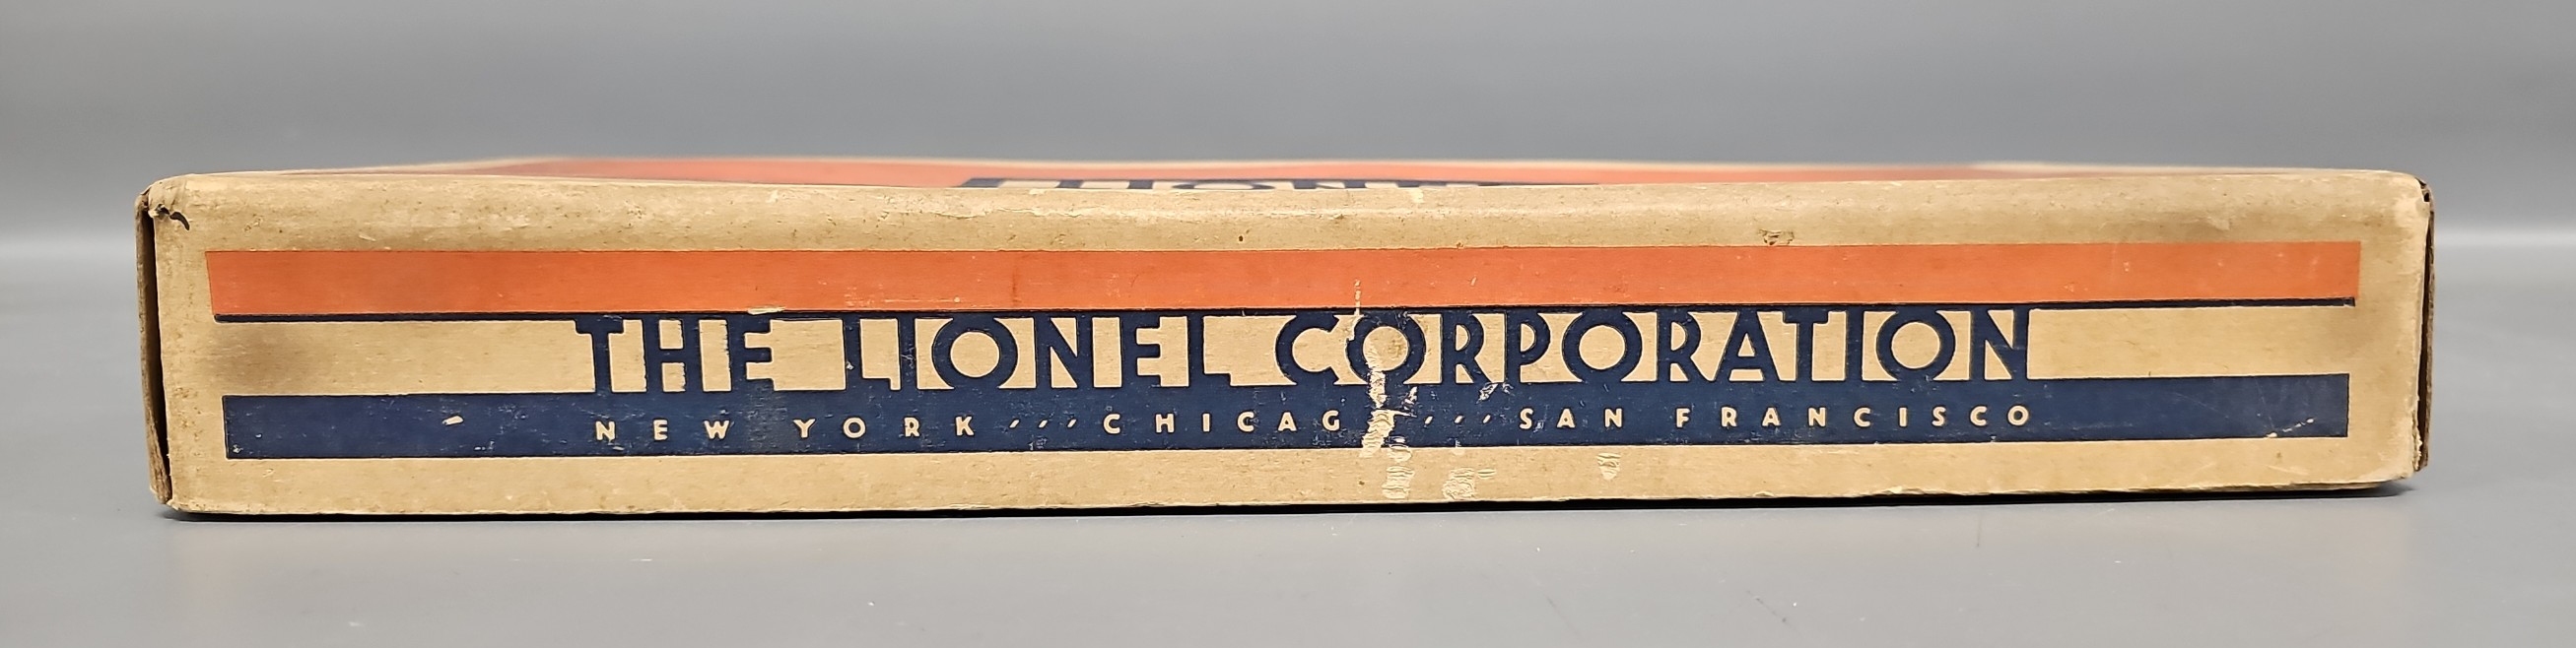 THE LIONEL CORPORATION
NEW YORK ,,, CHICAG ,,, SAN FRANCISCO